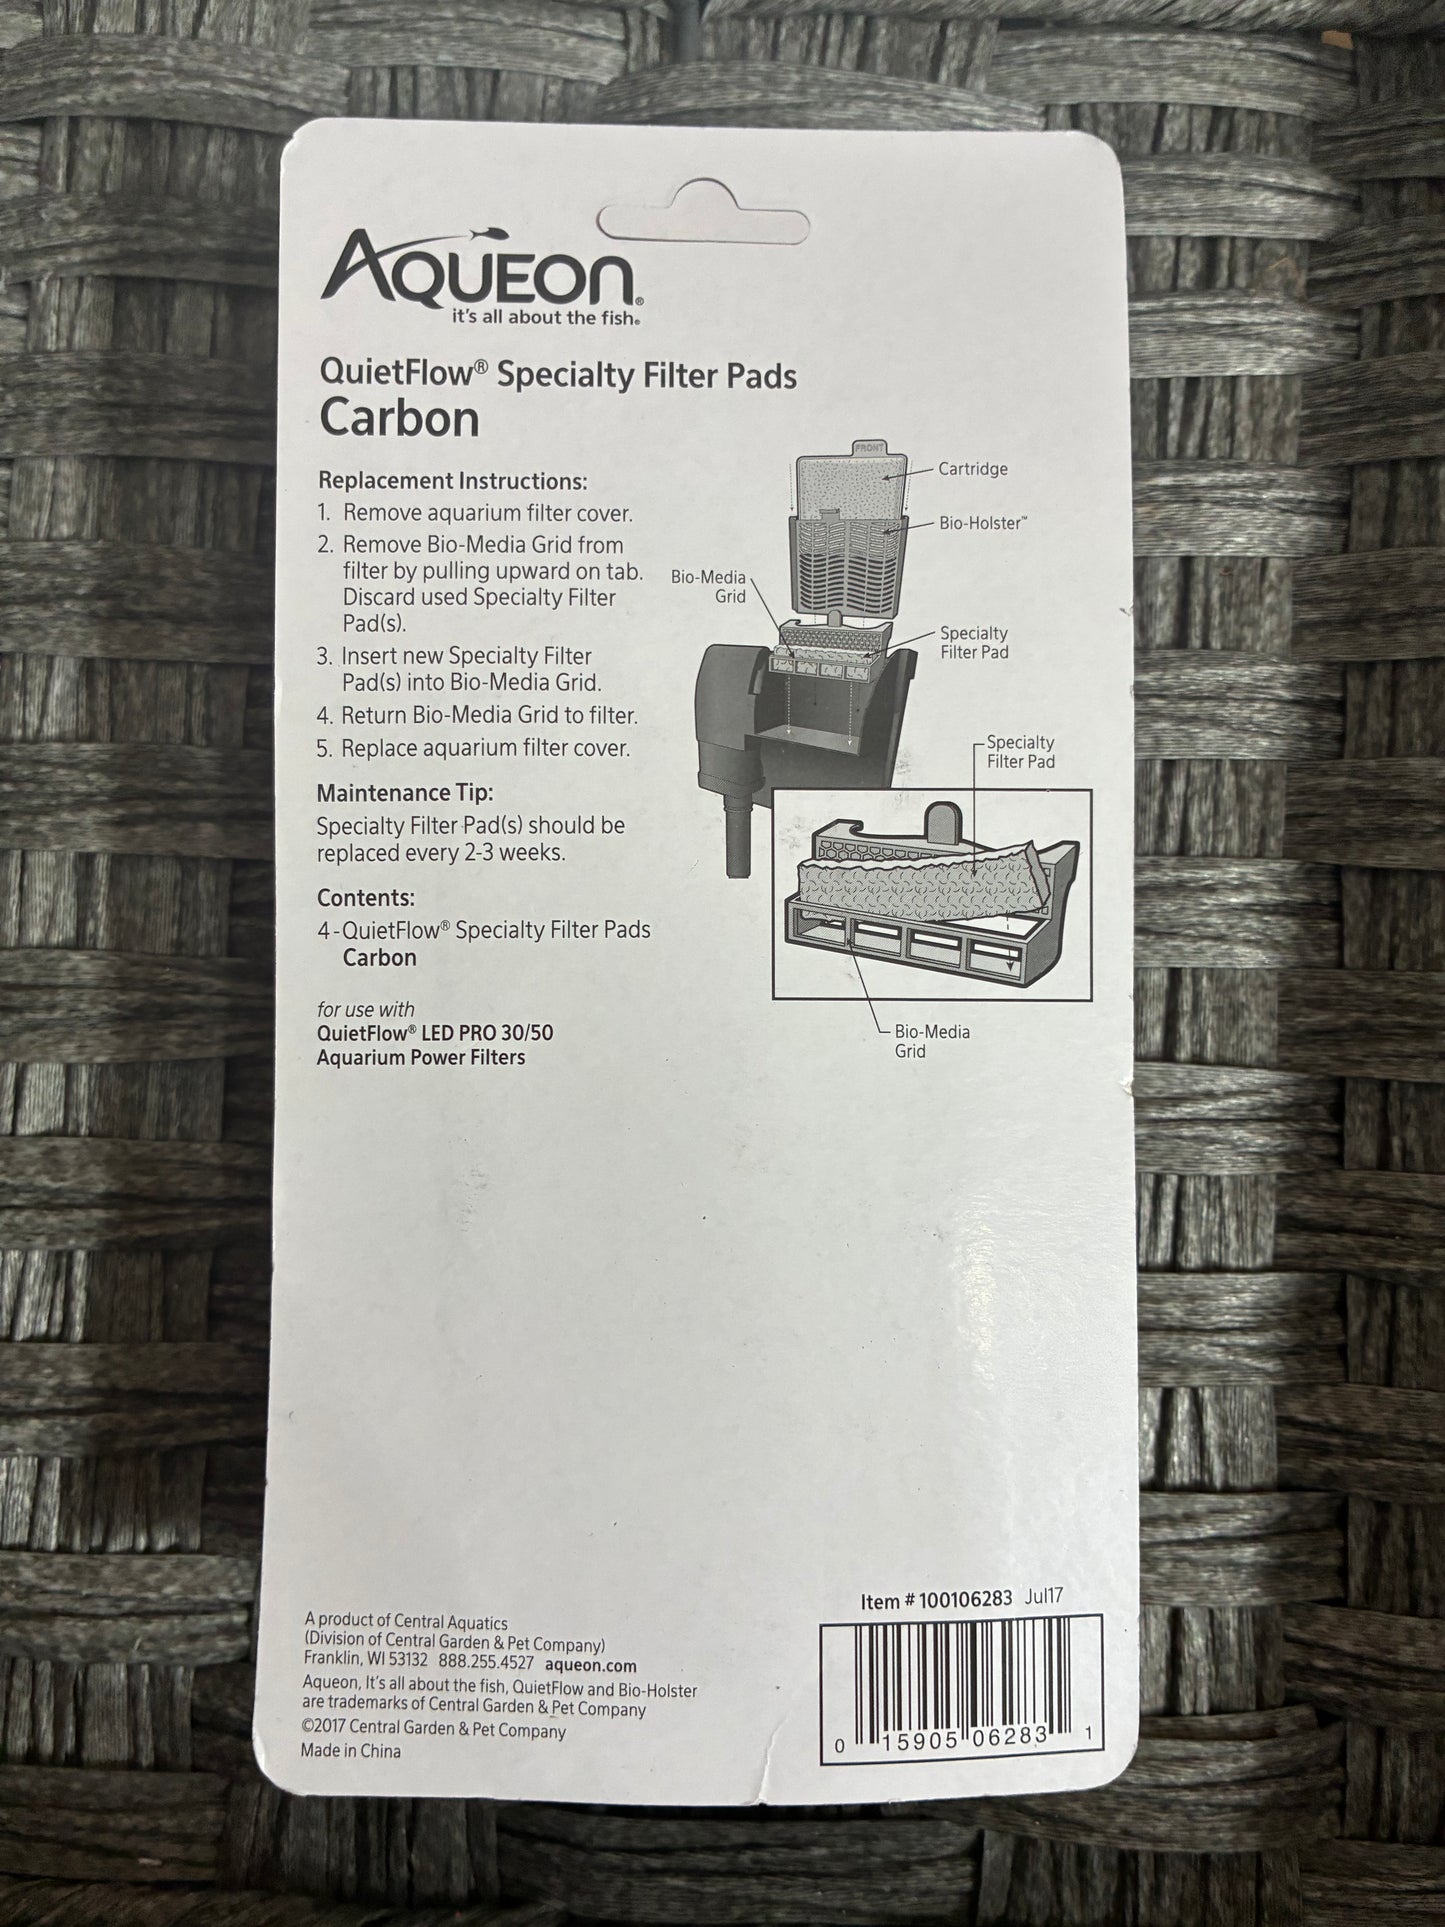 AQUEON®
it's all about the fish®
QuietFlow® Specialty Filter Pads
Carbon
Replacement Instructions:
1. Remove aquarium filter cover.
2. Remove Bio-Media Grid from
filter by pulling upward on tab.
Discard used Specialty Filter
Pad(s).
3. Insert new Specialty Filter
Pad(s) into Bio-Media Grid.
4. Return Bio-Media Grid to filter.
5. Replace aquarium filter cover.
Maintenance Tip:
Specialty Filter Pad(s) should be
replaced every 2-3 weeks.
Contents:
4-QuietFlow® Specialty Filter Pads
Carbon
for use with
QuietFlow® LED PRO 30/50
Aquarium Power Filters
FRONT
Cartridge
Bio-Holster™
Bio-Media
Grid
Specialty
Filter Pad
Specialty
Filter Pad
Bio-Media
Grid
A product of Central Aquatics
(Division of Central Garden & Pet Company)
Franklin, WI 53132 888.255.4527 aqueon.com
Aqueon, It's all about the fish, QuietFlow and Bio-Holster
are trademarks of Central Garden & Pet Company
©2017 Central Garden & Pet Company
Made in China
Item # 100106283 Jul17
0 15905 06283 1